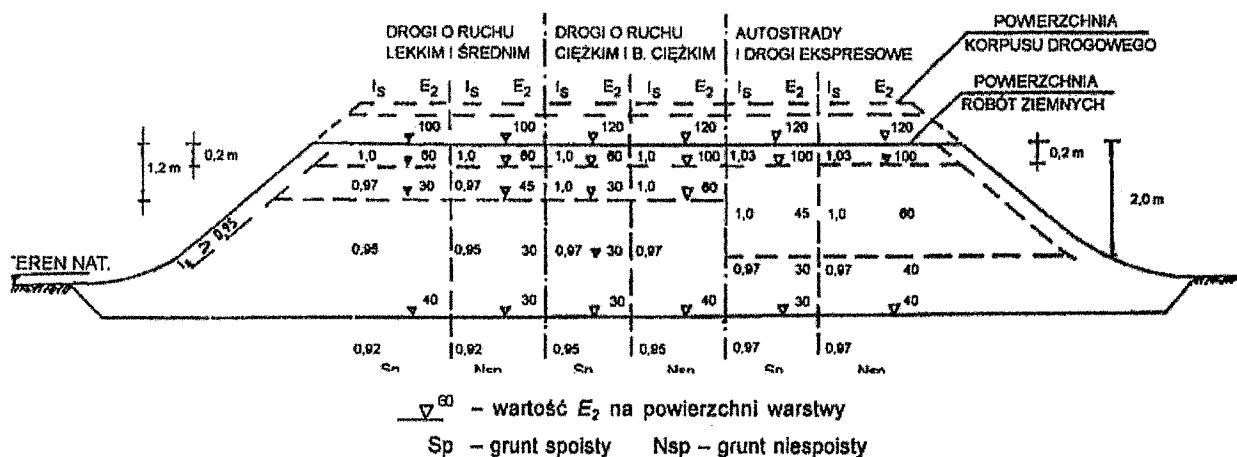 DROGI O RUCHU LEKKIM I ŚREDNIM
DROGI O RUCHU CIĘŻKIM I B. CIĘŻKIM
AUTOSTRADY I DROGI EKSPRESOWE
POWIERZCHNIA KORPUSU DROGOWEGO
POWIERZCHNIA ROBÓT ZIEMNYCH
Is E2 Is E2 Is E2 Is E2 Is E2
100 100 120 120 120 120
1,2 m 0,2 m 1,0 60 1,0 60 1,0 60 1,0 100 1,03 100 1,03 100 0,2 m
0,97 30 0,97 45 1,0 30 1,0 60
1,0 45 1,0 60 2,0 m
≥ 0,95
0,95 0,95 30 0,97 30 0,97
EREN NAT.
0,97 30 0,97 40
40 30 30 40 30 40
0,92 0,92 0,95 0,95 0,97 0,97
Sp Nsp Sp Nsp Sp Nsp
60 – wartość E2 na powierzchni warstwy
Sp – grunt spoisty Nsp – grunt niespoisty